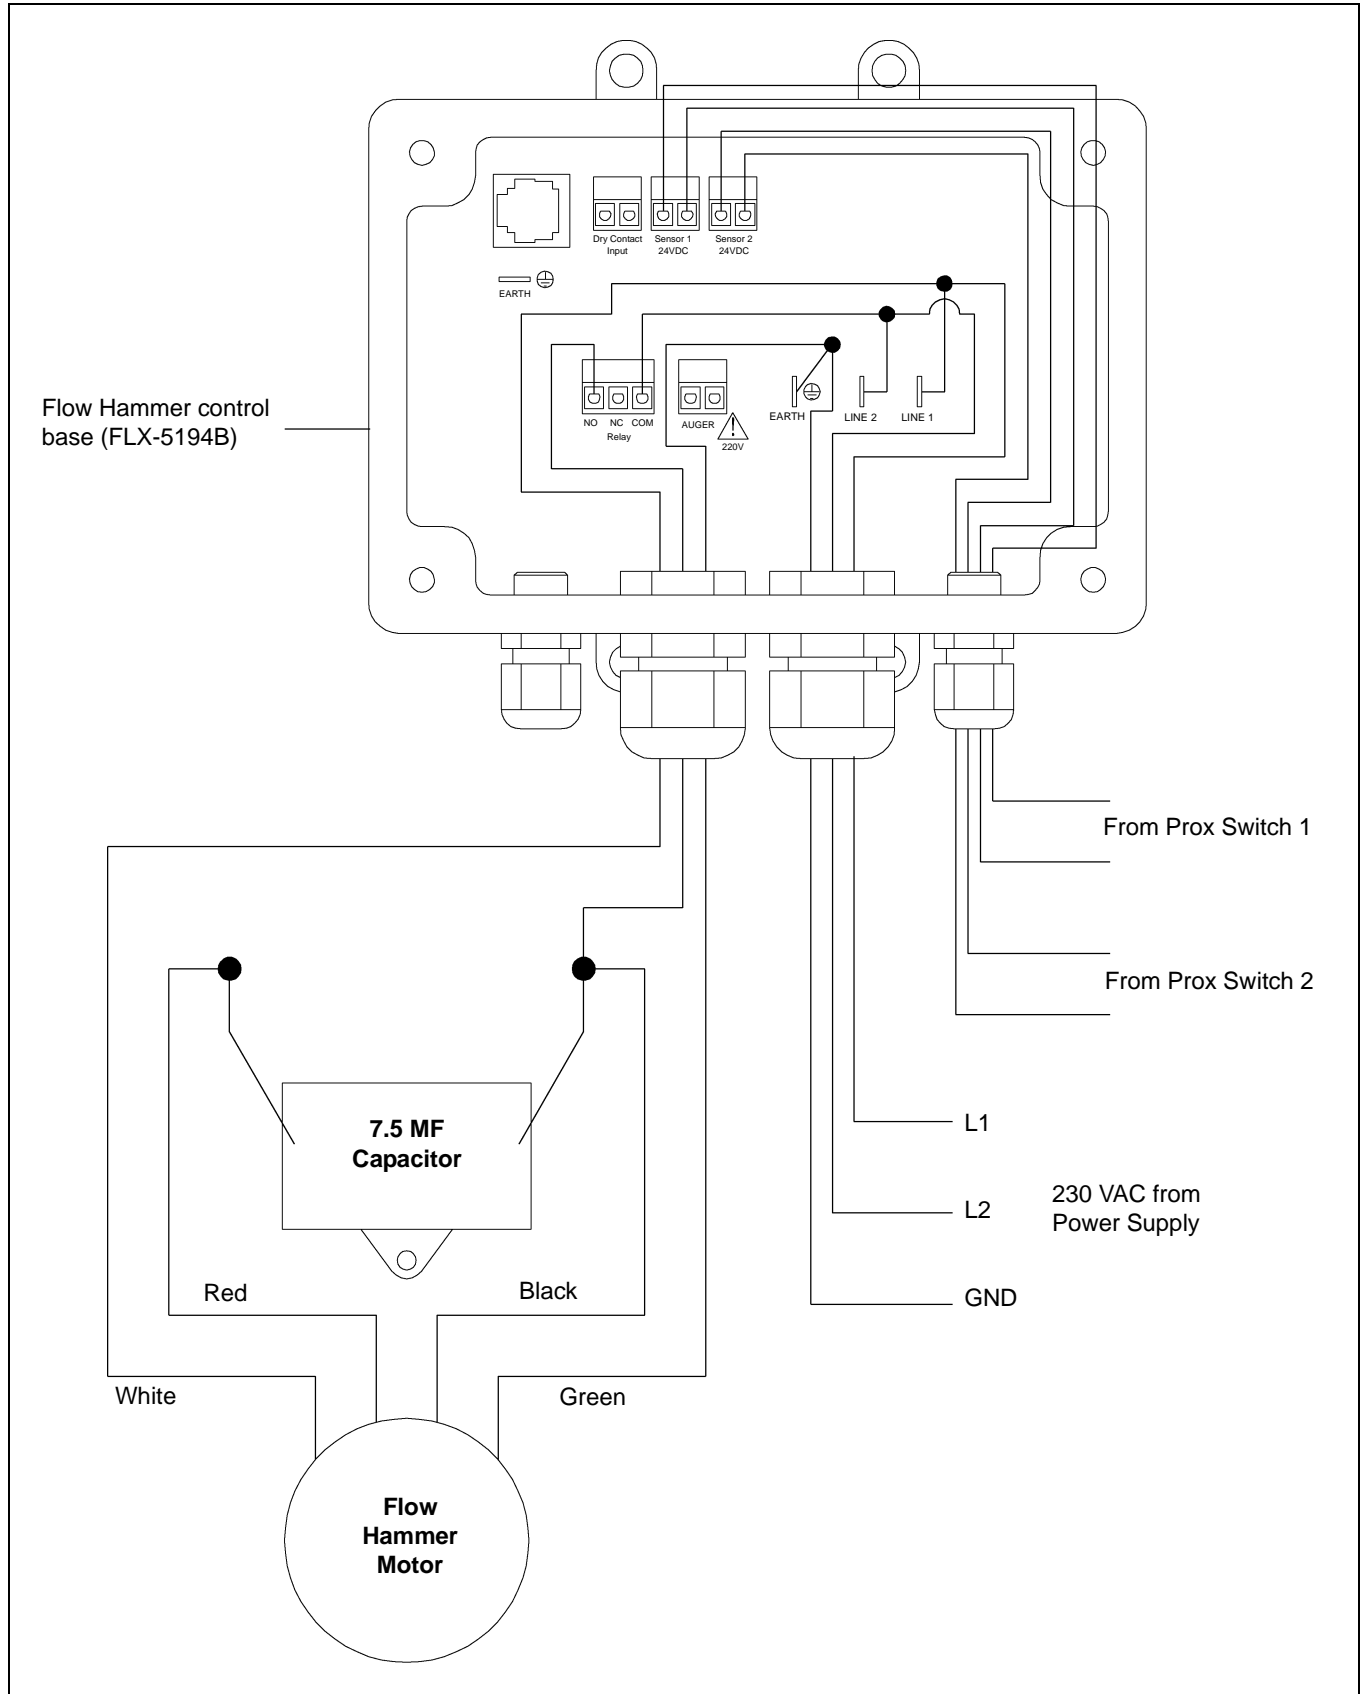 Dry Contact
Input
Sensor 1
24VDC
Sensor 2
24VDC
EARTH
Flow Hammer control
base (FLX-5194B)
NO
NC
COM
Relay
AUGER
220V
EARTH
LINE 2
LINE 1
From Prox Switch 1
From Prox Switch 2
7.5 MF
Capacitor
L1
L2
230 VAC from
Power Supply
GND
Red
Black
White
Green
Flow
Hammer
Motor